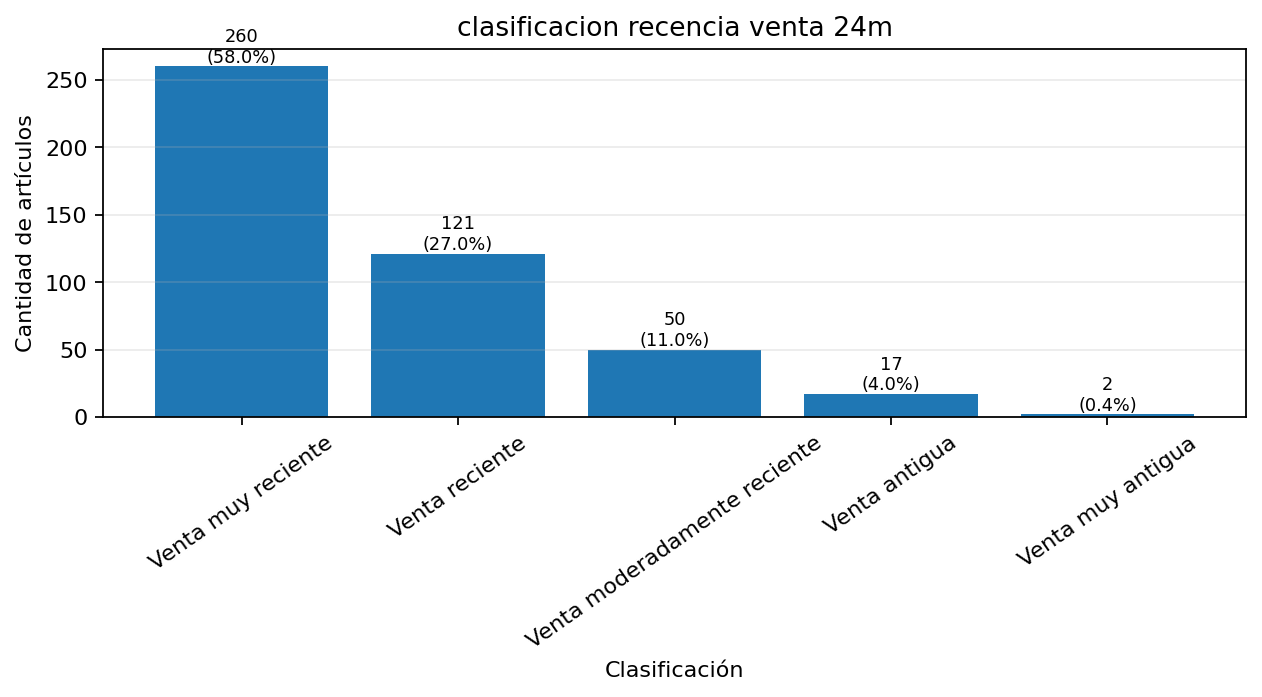 clasificacion recencia venta 24m
Cantidad de artículos
250
200
150
100
50
0
260
(58.0%)
121
(27.0%)
50
(11.0%)
17
(4.0%)
2
(0.4%)
Venta muy reciente
Venta reciente
Venta moderadamente reciente
Venta antigua
Venta muy antigua
Clasificación